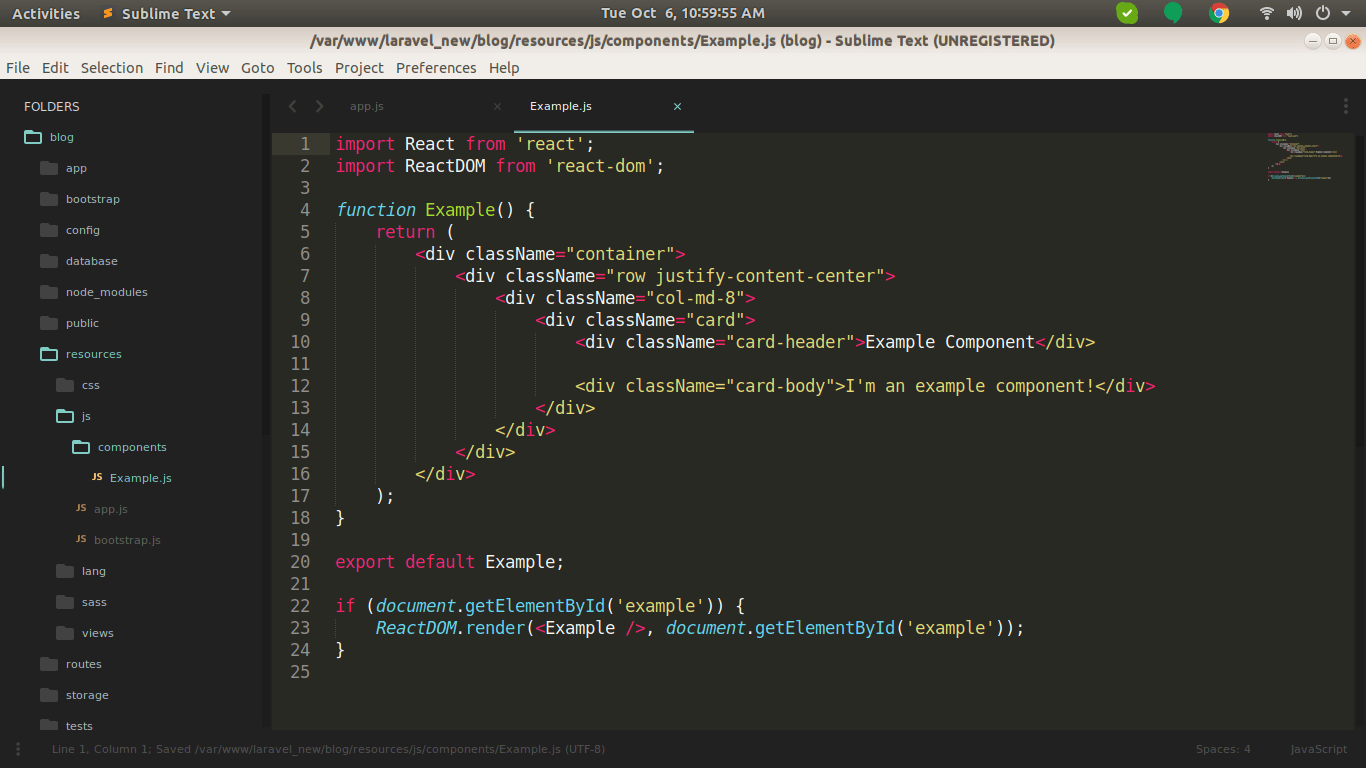 Activities Sublime Text Tue Oct 6, 10:59:55 AM
/var/www/laravel_new/blog/resources/js/components/Example.js (blog) - Sublime Text (UNREGISTERED)
File Edit Selection Find View Goto Tools Project Preferences Help
FOLDERS
blog
app
bootstrap
config
database
node_modules
public
resources
css
js
components
JS Example.js
JS app.js
JS bootstrap.js
lang
sass
views
routes
storage
tests
app.js Example.js
1 import React from 'react';
2 import ReactDOM from 'react-dom';
3
4 function Example() {
5 return (
6 <div className="container">
7 <div className="row justify-content-center">
8 <div className="col-md-8">
9 <div className="card">
10 <div className="card-header">Example Component</div>
11
12 <div className="card-body">I'm an example component!</div>
13 </div>
14 </div>
15 </div>
16 </div>
17 );
18 }
19
20 export default Example;
21
22 if (document.getElementById('example')) {
23 ReactDOM.render(<Example />, document.getElementById('example'));
24 }
25
Line 1, Column 1; Saved /var/www/laravel_new/blog/resources/js/components/Example.js (UTF-8) Spaces: 4 JavaScript